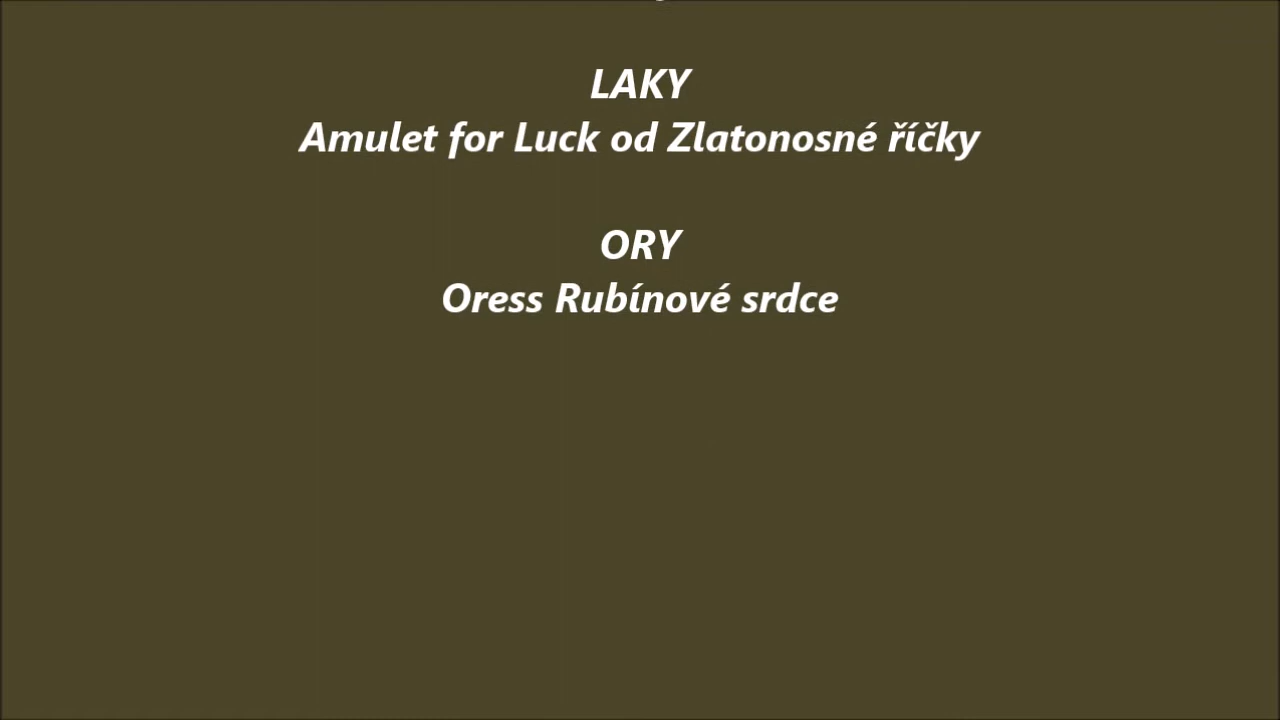 LAKY
Amulet for Luck od Zlatonosné říčky
ORY
Oress Rubínové srdce